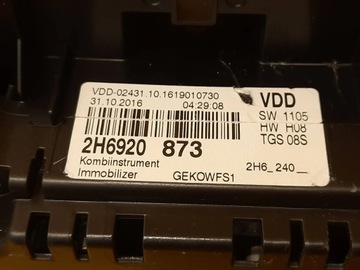 VDD-02431.10.1619010730
31.10.2016 04:29:08
VDD
SW 1105
HW H08
TGS 08S
2H6920 873
Kombiinstrument
Immobilizer GEKOWFS1
2H6_240__